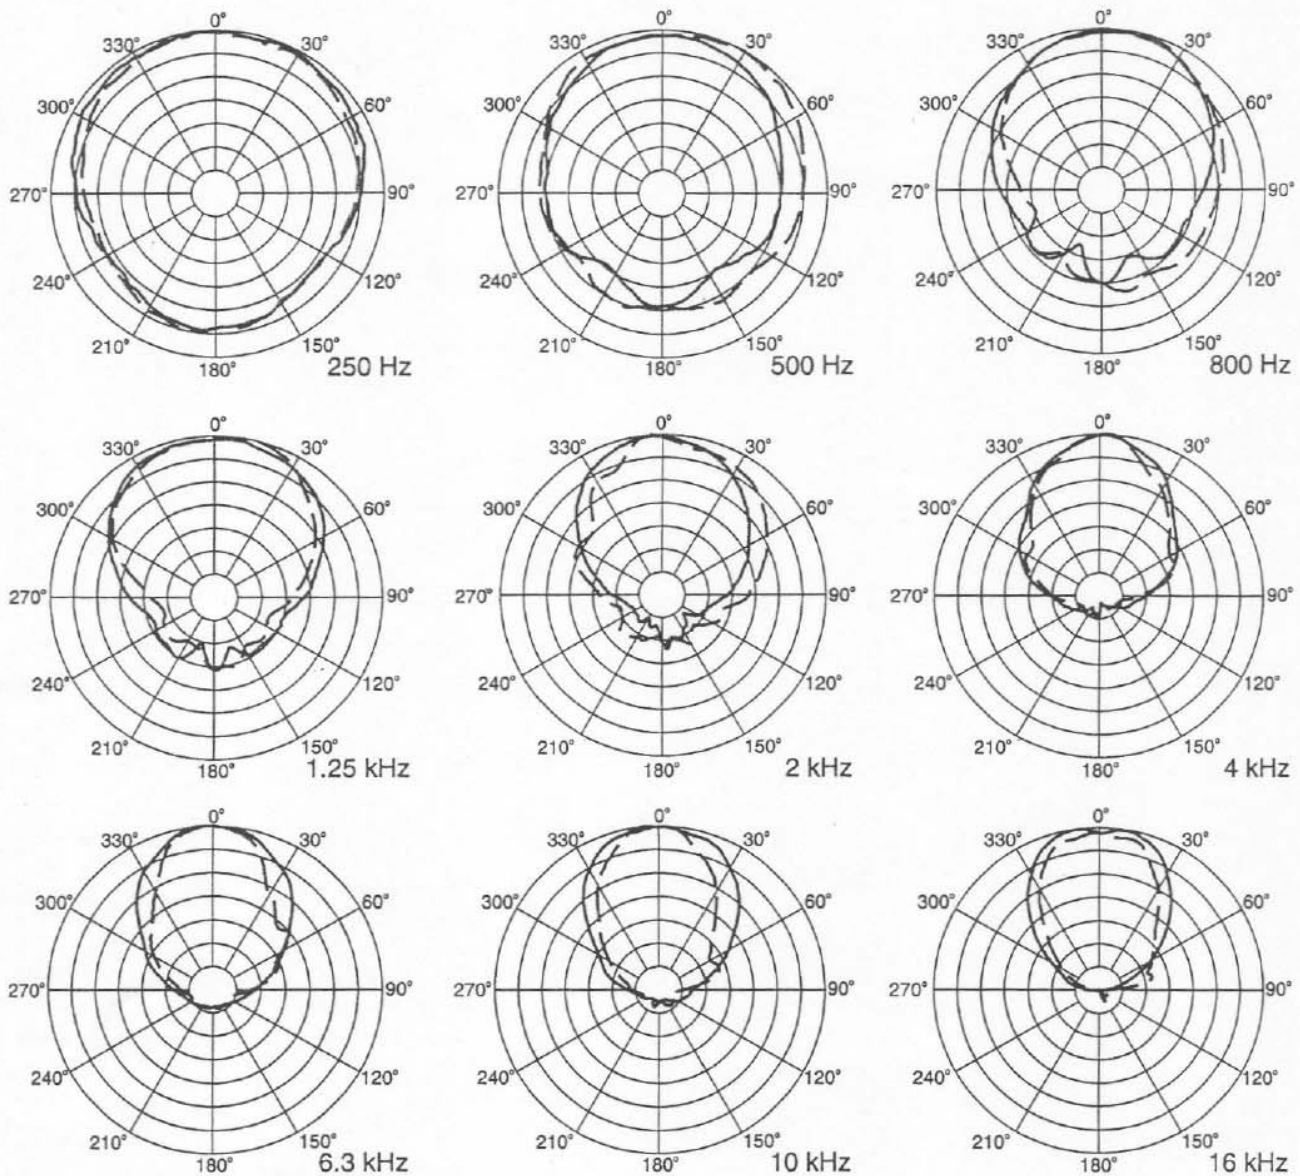 0° 0° 0°
330° 30° 330° 30° 330° 30°
300° 60° 300° 60° 300° 60°
270° 90° 270° 90° 270° 90°
240° 120° 240° 120° 240° 120°
210° 150° 210° 150° 210° 150°
180° 250 Hz 180° 500 Hz 180° 800 Hz
0° 0° 0°
330° 30° 330° 30° 330° 30°
300° 60° 300° 60° 300° 60°
270° 90° 270° 90° 270° 90°
240° 120° 240° 120° 240° 120°
210° 150° 210° 150° 210° 150°
180° 1.25 kHz 180° 2 kHz 180° 4 kHz
0° 0° 0°
330° 30° 330° 30° 330° 30°
300° 60° 300° 60° 300° 60°
270° 90° 270° 90° 270° 90°
240° 120° 240° 120° 240° 120°
210° 150° 210° 150° 210° 150°
180° 6.3 kHz 180° 10 kHz 180° 16 kHz